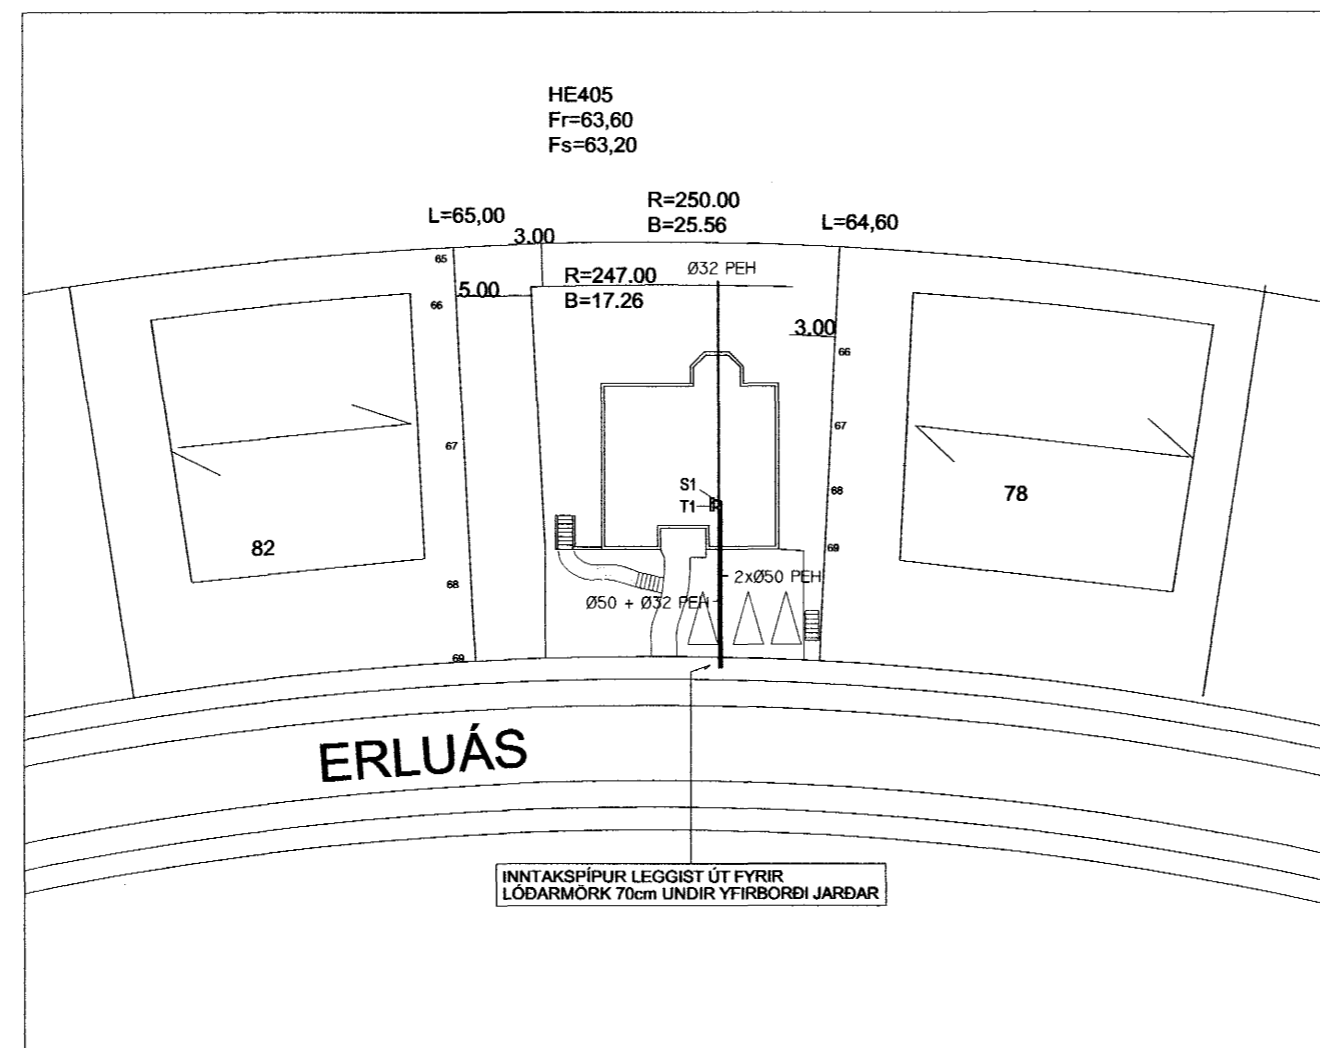 HE405
Fr=63,60
Fs=63,20
R=250.00
B=25.56
L=65,00
L=64,60
3.00
65
Ø32 PEH
R=247.00
B=17.26
5.00
66
3.00
66
67
67
S1
T1
68
78
82
69
68
2xØ50 PEH
Ø50 + Ø32 PEH
69
ERLUÁS
INNTAKSPÍPUR LEGGIST ÚT FYRIR
LÓÐARMÖRK 70cm UNDIR YFIRBORÐI JARÐAR